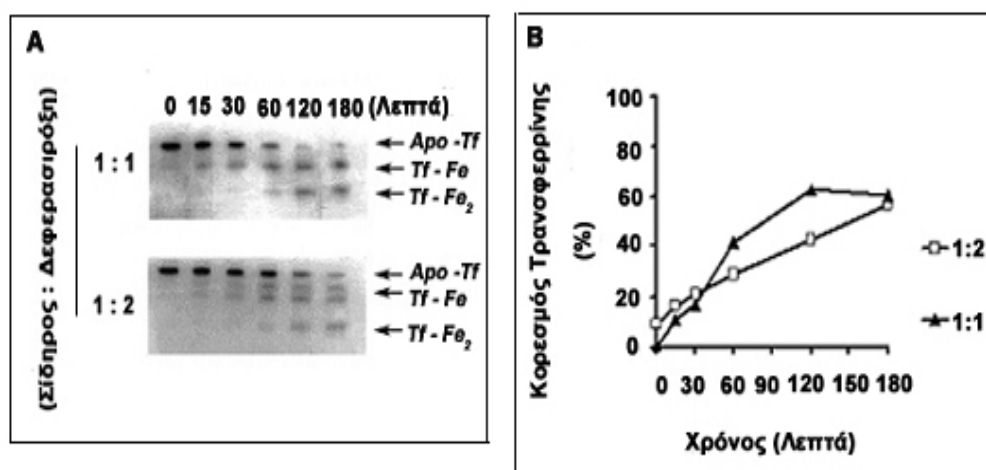 A
0 15 30 60 120 180 (Λεπτά)
(Σίδηρος : Δεφερασιρόξη)
1 : 1
Apo -Tf
Tf - Fe
Tf - Fe2
1 : 2
Apo -Tf
Tf - Fe
Tf - Fe2
B
Κορεσμός Τρανσφερρίνης
(%)
100
80
60
40
20
0
0 30 60 90 120 150 180
Χρόνος (Λεπτά)
1:2
1:1